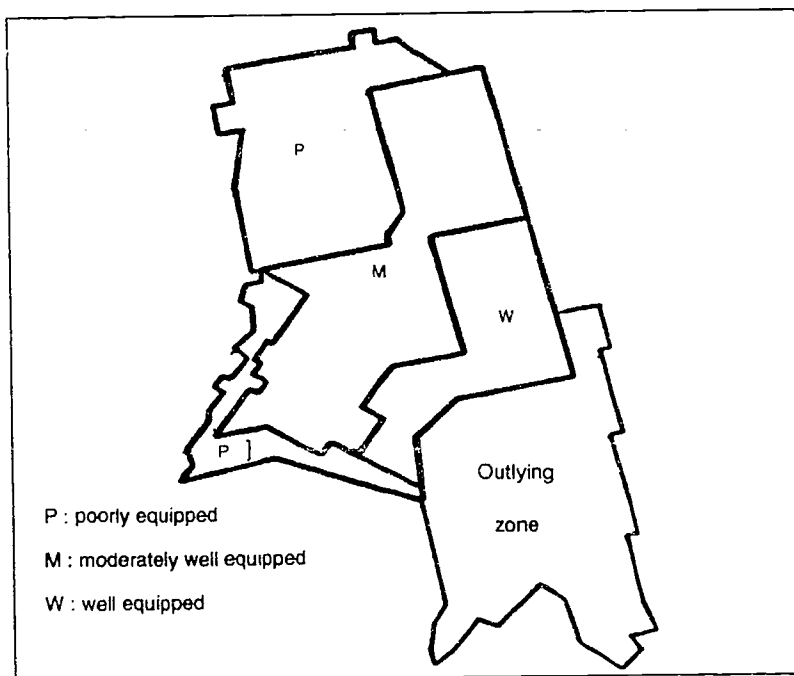 P
M
W
P ]
Outlying
zone
P : poorly equipped
M : moderately well equipped
W : well equipped